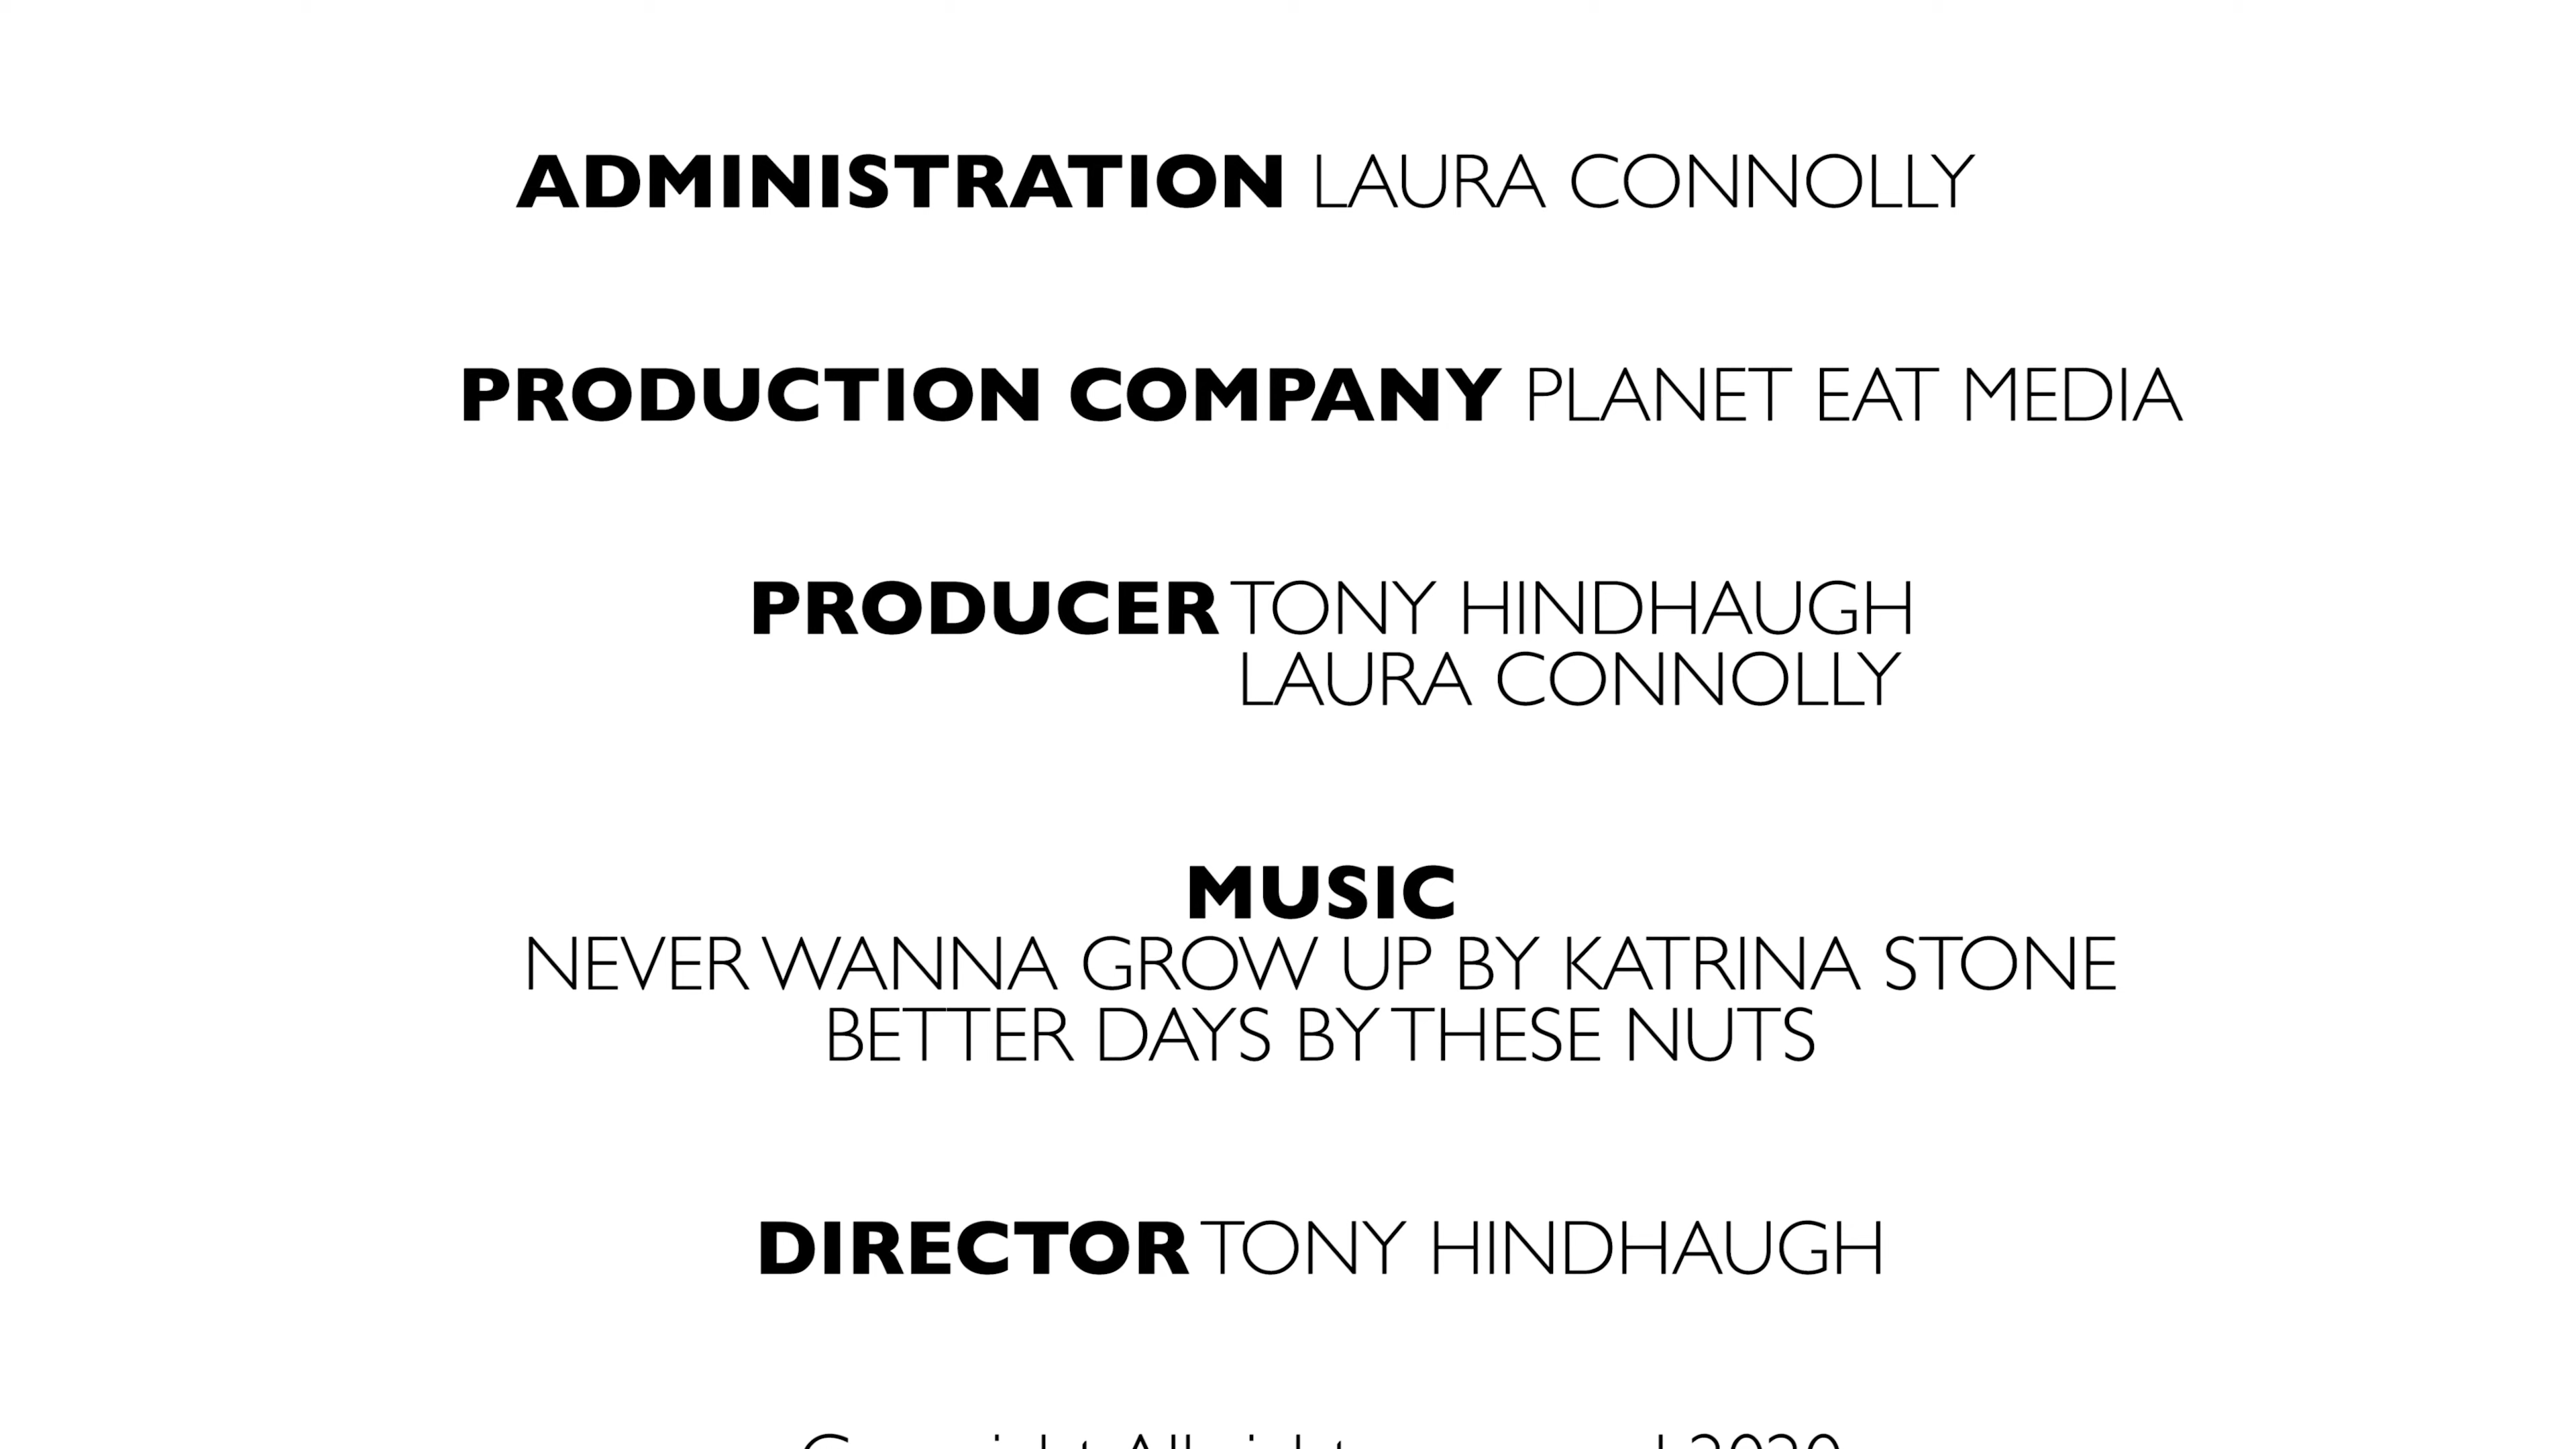 ADMINISTRATION LAURA CONNOLLY
PRODUCTION COMPANY PLANET EAT MEDIA
PRODUCER TONY HINDHAUGH
LAURA CONNOLLY
MUSIC
NEVER WANNA GROW UP BY KATRINA STONE
BETTER DAYS BY THESE NUTS
DIRECTOR TONY HINDHAUGH